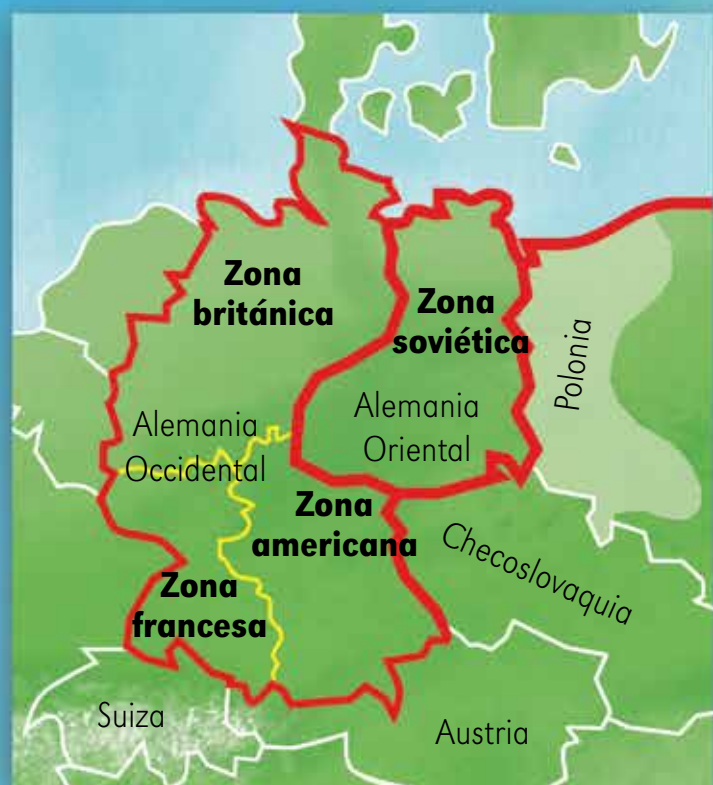 Zona
británica
Zona
soviética
Polonia
Alemania
Occidental
Alemania
Oriental
Zona
americana
Checoslovaquia
Zona
francesa
Suiza
Austria